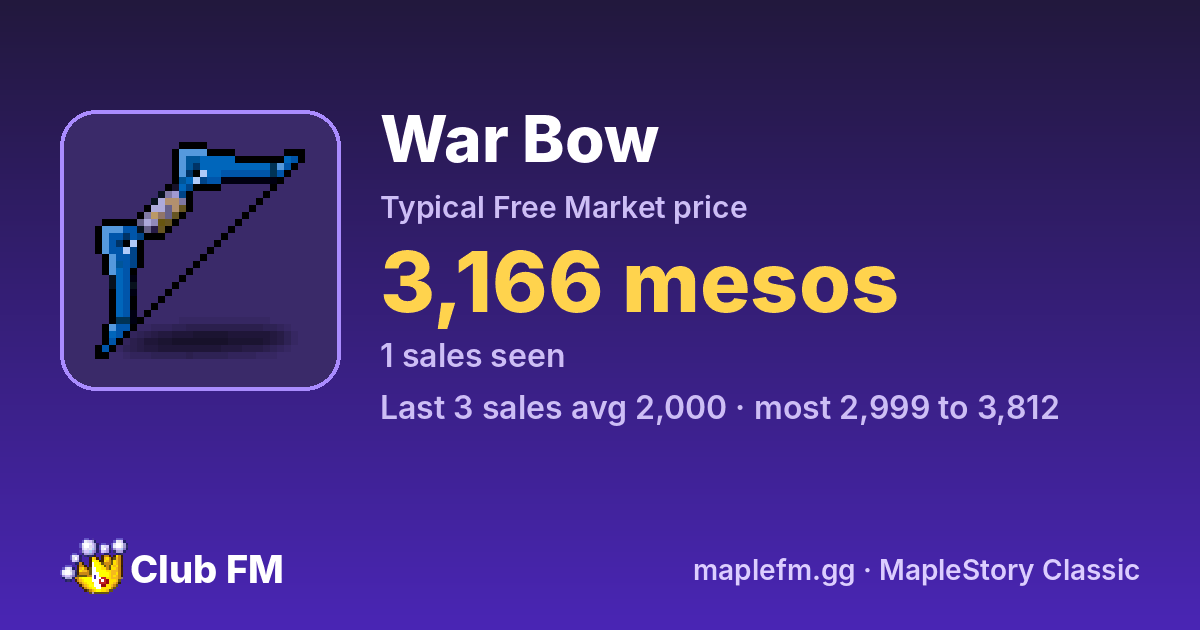 War Bow
Typical Free Market price
3,166 mesos
1 sales seen
Last 3 sales avg 2,000 · most 2,999 to 3,812
Club FM
maplefm.gg · MapleStory Classic